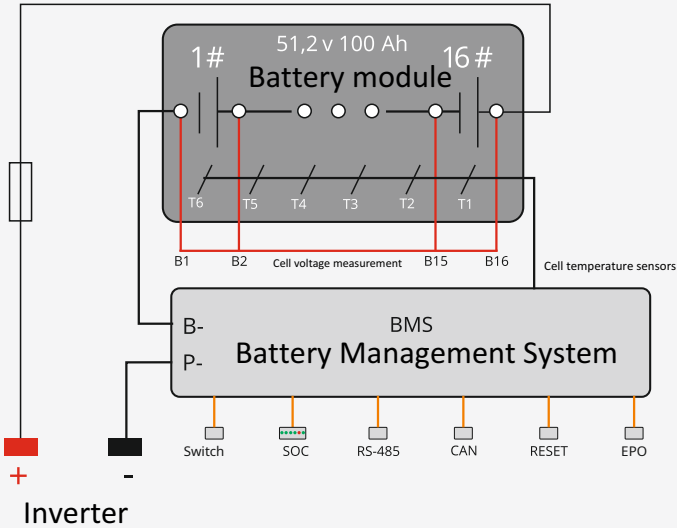 51,2 v 100 Ah
1# 16#
Battery module
T6 T5 T4 T3 T2 T1
B1 B2 Cell voltage measurement B15 B16
Cell temperature sensors
B- BMS
P- Battery Management System
Switch SOC RS-485 CAN RESET EPO
+ -
Inverter